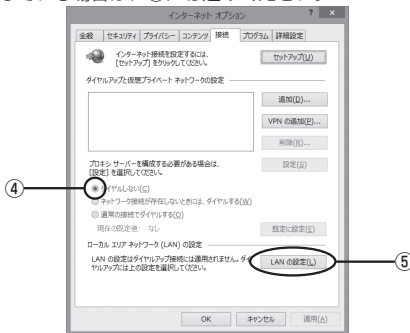 インターネット オプション
? ×
全般 セキュリティ プライバシー コンテンツ 接続 プログラム 詳細設定
インターネット接続を設定するには、
[セットアップ] をクリックしてください。
セットアップ(U)
ダイヤルアップと仮想プライベート ネットワークの設定
追加(D)...
VPN の追加(P)...
削除(R)...
プロキシ サーバーを構成する必要がある場合は、
[設定] を選択してください。
設定(S)
④
ダイヤルしない(C)
ネットワーク接続が存在しないときには、ダイヤルする(W)
通常の接続でダイヤルする(O)
現在の既定値: なし
既定に設定(E)
ローカル エリア ネットワーク (LAN) の設定
LAN の設定はダイヤルアップ接続には適用されません。ダイ
ヤルアップには上の設定を選択してください。
LAN の設定(L)
⑤
OK キャンセル 適用(A)